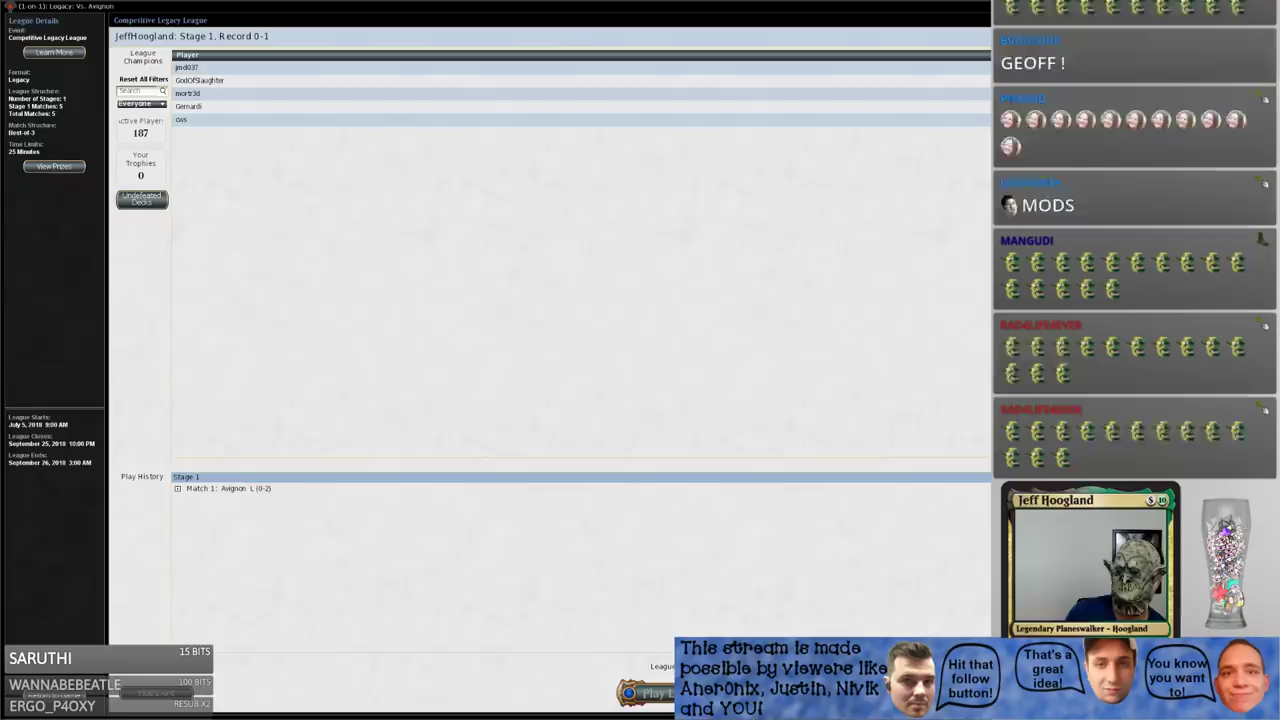 (1-on-1): Legacy: Vs. Avignon
League Details
Event:
Competitive Legacy League
Learn More
Format:
Legacy
League Structure:
Number of Stages: 1
Stage 1 Matches: 5
Total Matches: 5
Match Structure:
Best-of-3
Time Limits:
25 Minutes
View Prizes
League Starts:
July 5, 2018 9:00 AM
League Closes:
September 25, 2018 10:00 PM
League Ends:
September 26, 2018 3:00 AM
Competitive Legacy League
JeffHoogland: Stage 1, Record 0-1
League
Champions
Reset All Filters
Search
Everyone
Active Player
187
Your
Trophies
0
Undefeated
Decks
Player
jmd037
GodOfSlaughter
mortr3d
Gernardi
ows
Play History
Stage 1
Match 1: Avignon L (0-2)
Leagu
Play L
GEOFF !
MODS
MANGUDI
Jeff Hoogland
Legendary Planeswalker - Hoogland
SARUTHI
15 BITS
WANNABEBEATLE
100 BITS
ERGO_P4OXY
RESUB X2
This stream is made
possible by viewers like
Aner0nix, Justin, Nivik
and YOU!
Hit that
follow
button!
That's a
great
idea!
You know
you want
to!